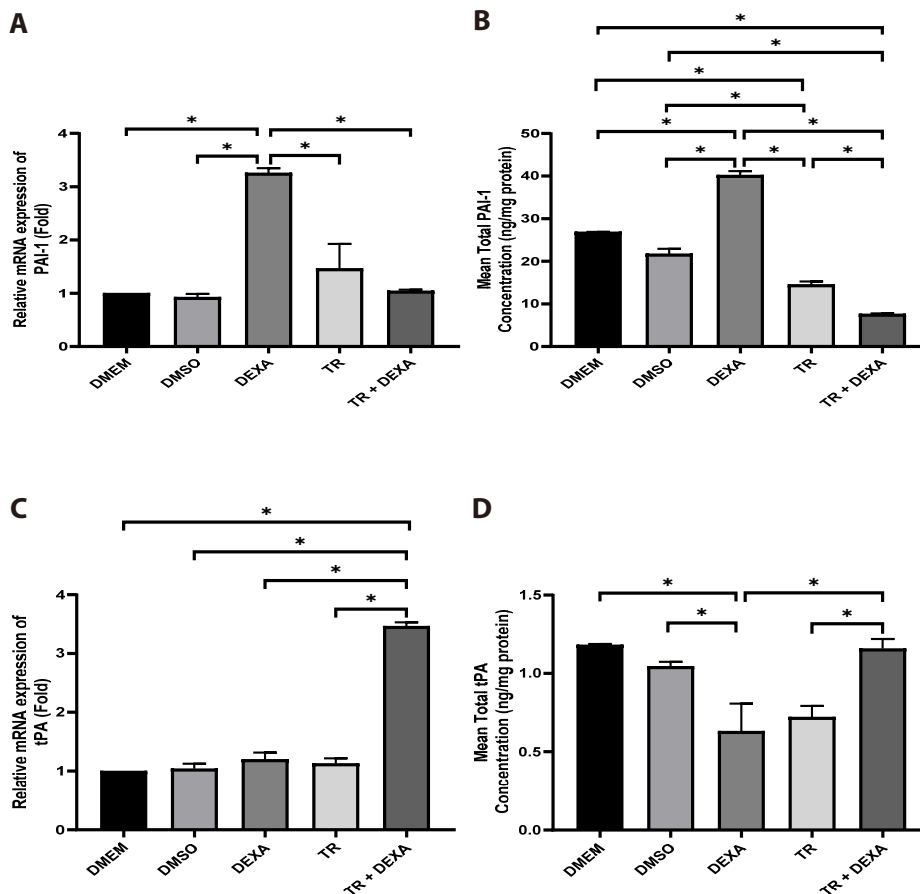 A
Relative mRNA expression of
PAI-1 (Fold)
4
3
2
1
0
* * * *
DMEM DMSO DEXA TR TR + DEXA
B
Mean Total PAI-1
Concentration (ng/mg protein)
50
40
30
20
10
0
*
*
*
*
* *
* * *
DMEM DMSO DEXA TR TR + DEXA
C
Relative mRNA expression of
tPA (Fold)
4
3
2
1
0
*
*
*
*
DMEM DMSO DEXA TR TR + DEXA
D
Mean Total tPA
Concentration (ng/mg protein)
1.5
1.0
0.5
0.0
* *
* *
DMEM DMSO DEXA TR TR + DEXA